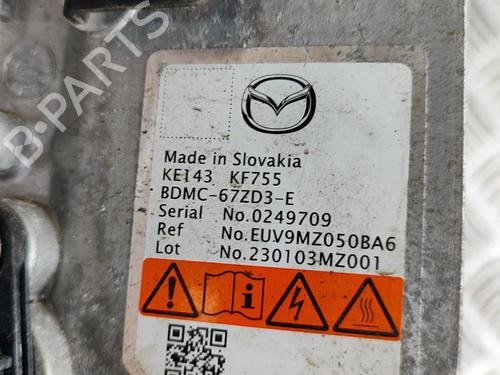 B-PARTS
Made in Slovakia
KE143 KF755
BDMC-67ZD3-E
Serial No.0249709
Ref No.EUV9MZ050BA6
Lot No.230103MZ001